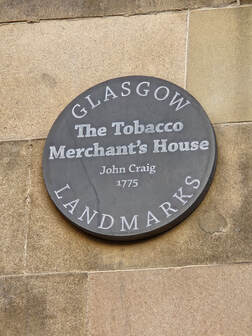 GLASGOW
The Tobacco
Merchant's House
John Craig
1775
LANDMARKS